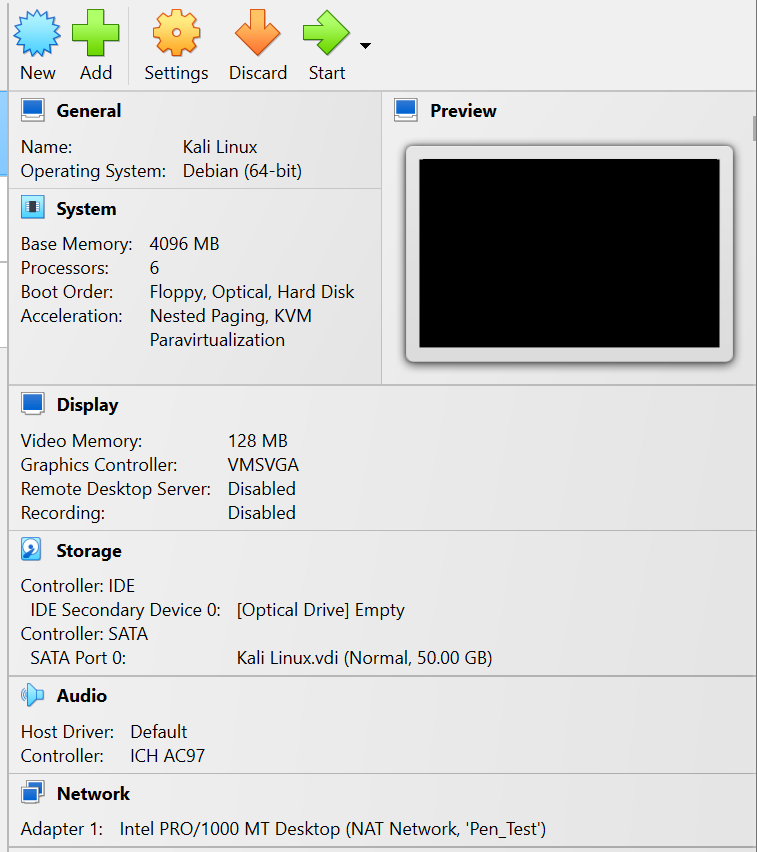 New Add Settings Discard Start
General
Name: Kali Linux
Operating System: Debian (64-bit)
Preview
System
Base Memory: 4096 MB
Processors: 6
Boot Order: Floppy, Optical, Hard Disk
Acceleration: Nested Paging, KVM
Paravirtualization
Display
Video Memory: 128 MB
Graphics Controller: VMSVGA
Remote Desktop Server: Disabled
Recording: Disabled
Storage
Controller: IDE
IDE Secondary Device 0: [Optical Drive] Empty
Controller: SATA
SATA Port 0: Kali Linux.vdi (Normal, 50.00 GB)
Audio
Host Driver: Default
Controller: ICH AC97
Network
Adapter 1: Intel PRO/1000 MT Desktop (NAT Network, 'Pen_Test')